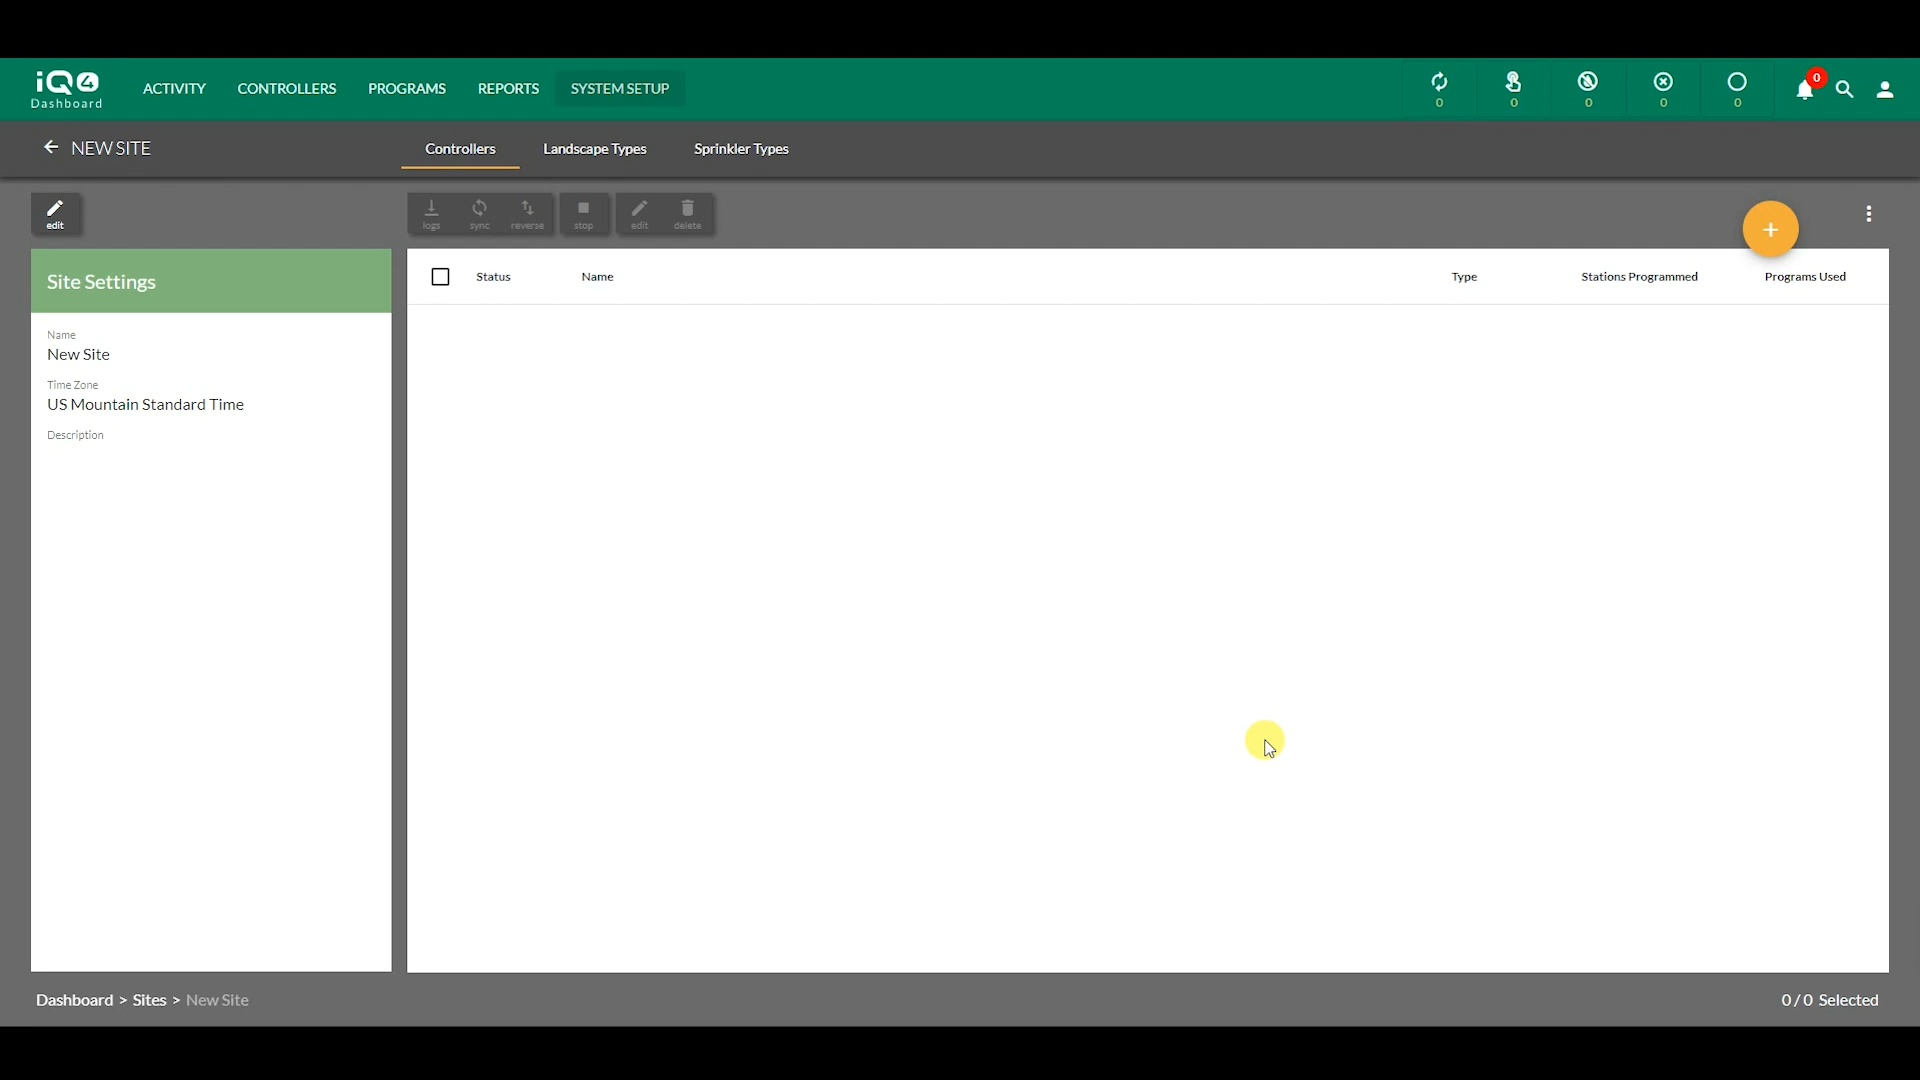 iQ4
Dashboard
ACTIVITY
CONTROLLERS
PROGRAMS
REPORTS
SYSTEM SETUP
0
0
0
0
0
0
NEW SITE
Controllers
Landscape Types
Sprinkler Types
edit
logs
sync
reverse
stop
edit
delete
+
Site Settings
Name
New Site
Time Zone
US Mountain Standard Time
Description
Status
Name
Type
Stations Programmed
Programs Used
Dashboard > Sites > New Site
0 / 0 Selected